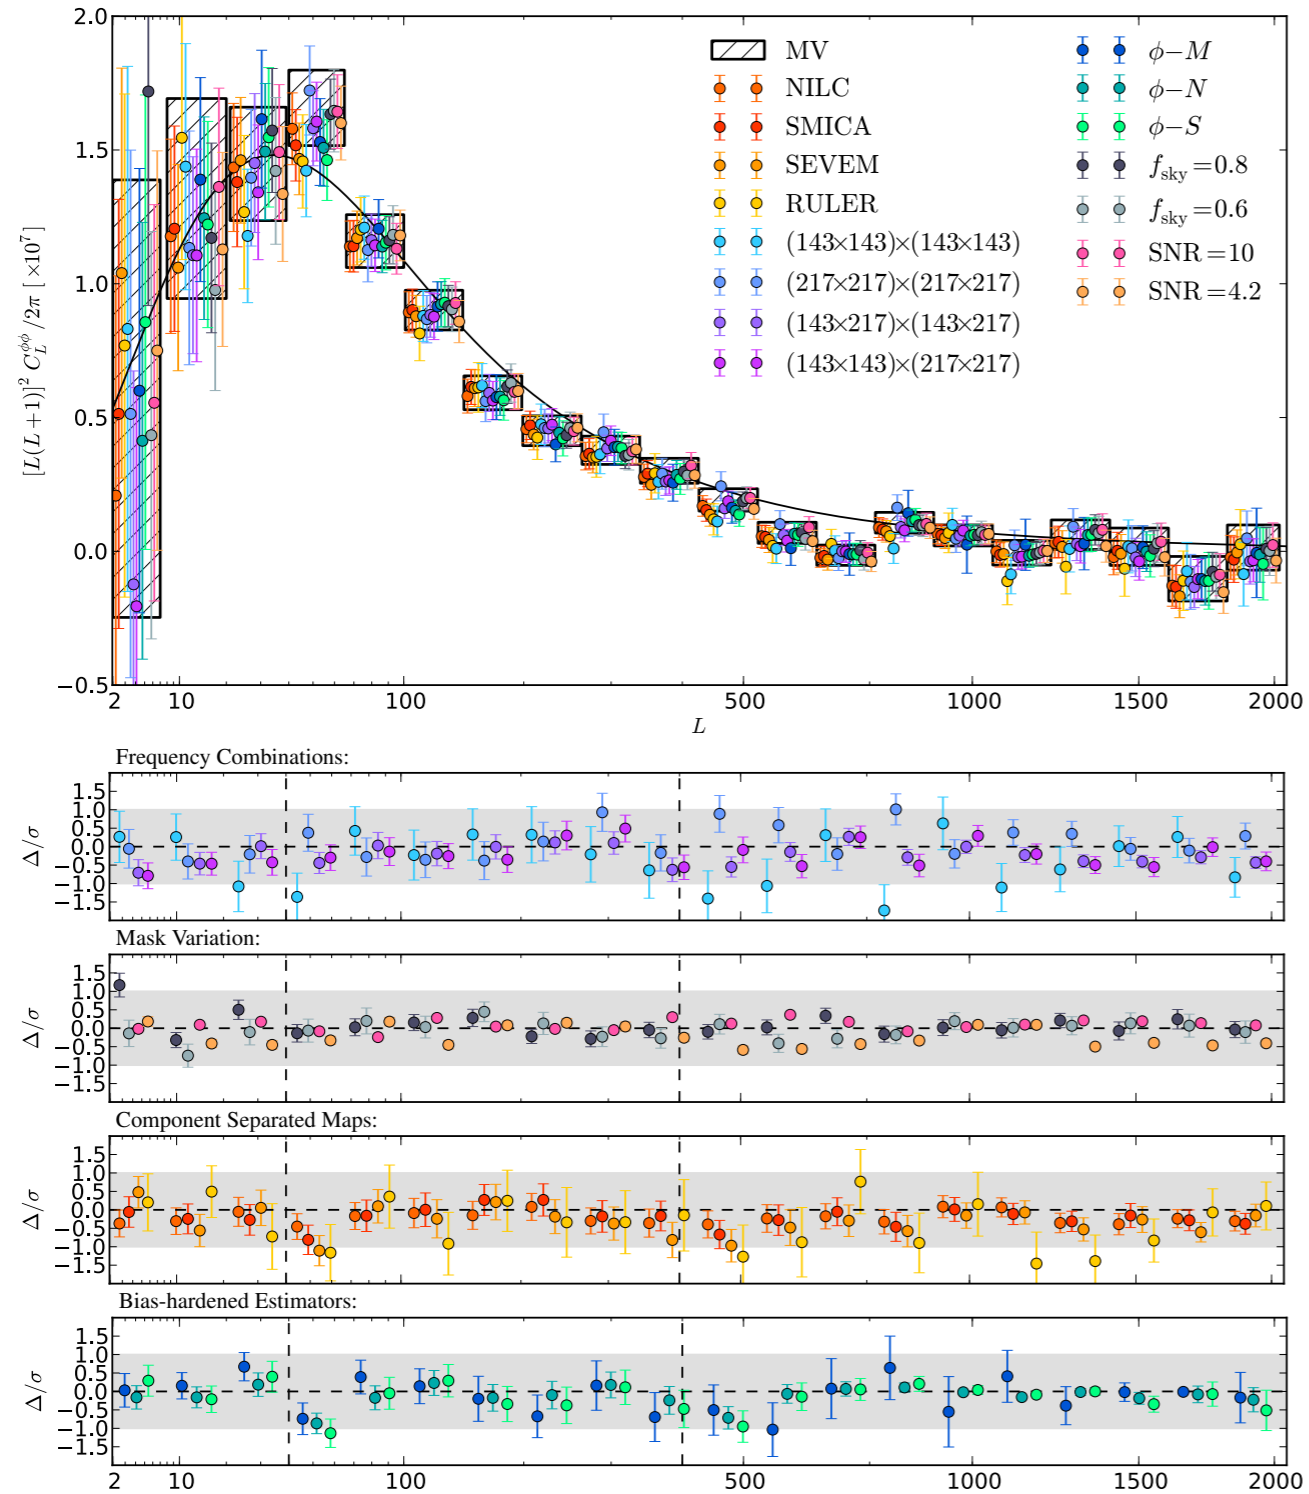 2.0
1.5
1.0
0.5
0.0
−0.5
[L(L+1)]² C_L^{ϕϕ}/2π [×10⁷]
MV
NILC
SMICA
SEVEM
RULER
(143×143)×(143×143)
(217×217)×(217×217)
(143×217)×(143×217)
(143×143)×(217×217)
ϕ−M
ϕ−N
ϕ−S
f_sky=0.8
f_sky=0.6
SNR=10
SNR=4.2
2 10 100 500 1000 1500 2000
L
Frequency Combinations:
1.5
1.0
0.5
0.0
−0.5
−1.0
−1.5
Δ/σ
Mask Variation:
1.5
1.0
0.5
0.0
−0.5
−1.0
−1.5
Δ/σ
Component Separated Maps:
1.5
1.0
0.5
0.0
−0.5
−1.0
−1.5
Δ/σ
Bias-hardened Estimators:
1.5
1.0
0.5
0.0
−0.5
−1.0
−1.5
Δ/σ
2 10 100 500 1000 1500 2000